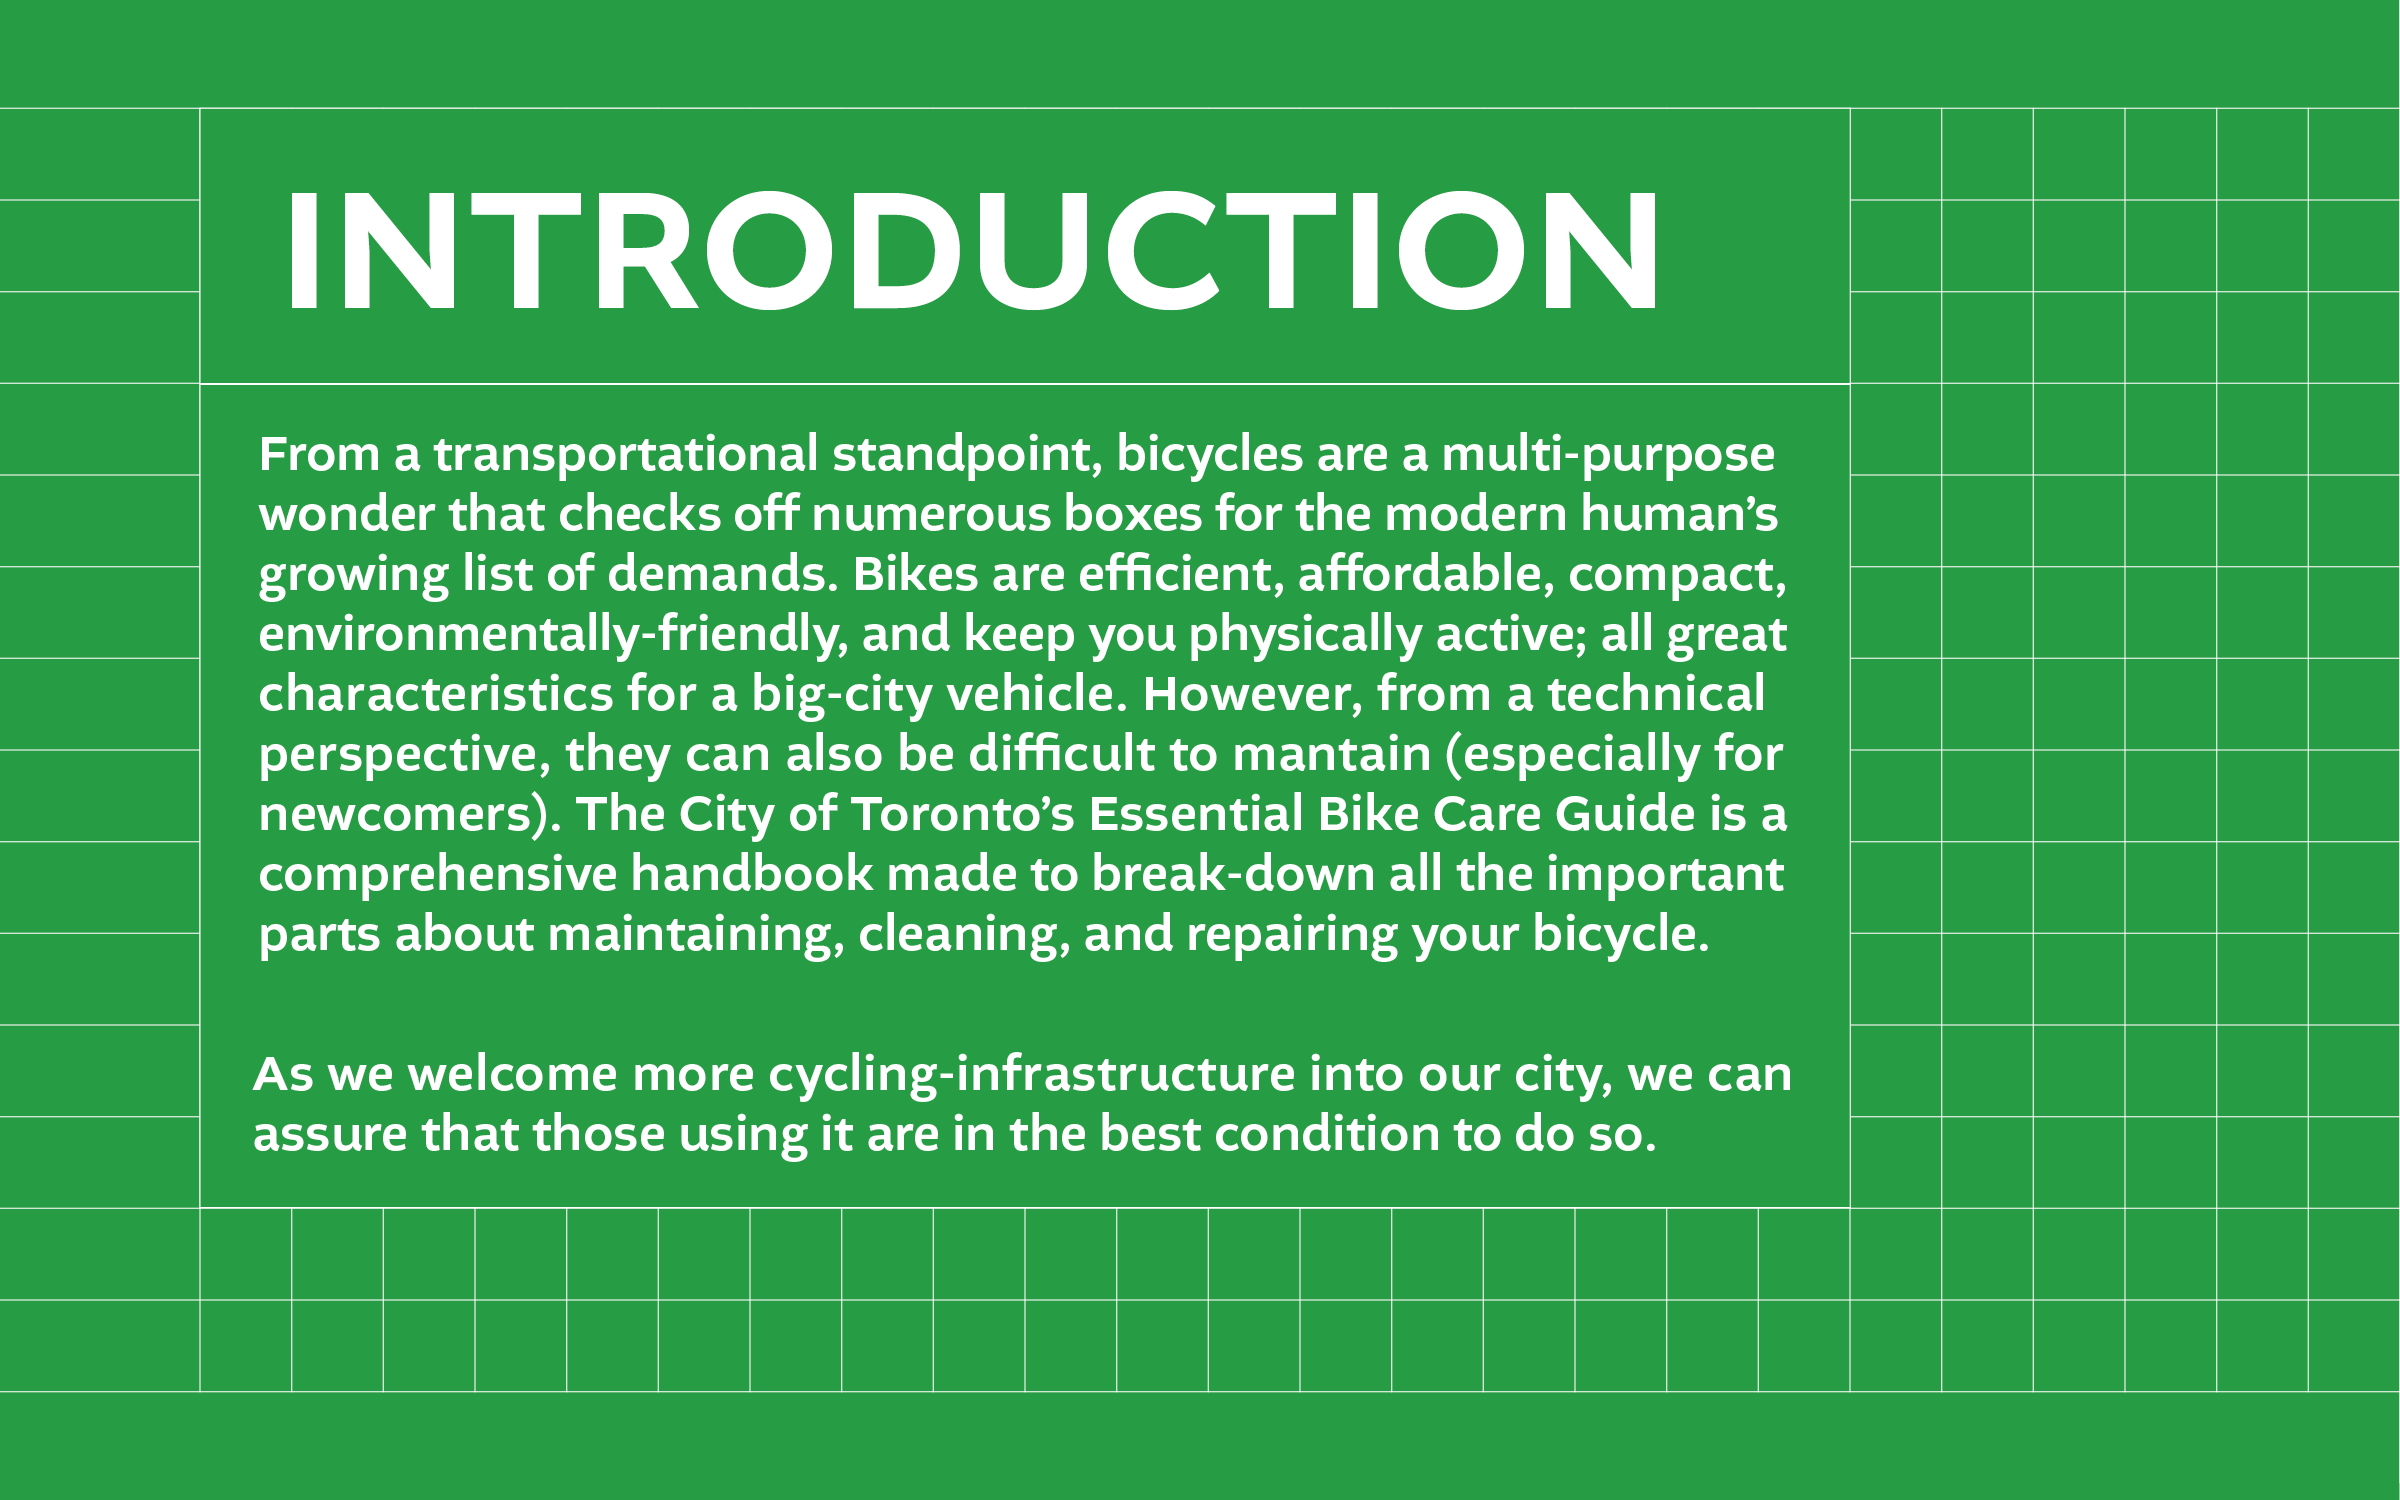 INTRODUCTION
From a transportational standpoint, bicycles are a multi-purpose
wonder that checks off numerous boxes for the modern human’s
growing list of demands. Bikes are efficient, affordable, compact,
environmentally-friendly, and keep you physically active; all great
characteristics for a big-city vehicle. However, from a technical
perspective, they can also be difficult to mantain (especially for
newcomers). The City of Toronto’s Essential Bike Care Guide is a
comprehensive handbook made to break-down all the important
parts about maintaining, cleaning, and repairing your bicycle.
As we welcome more cycling-infrastructure into our city, we can
assure that those using it are in the best condition to do so.